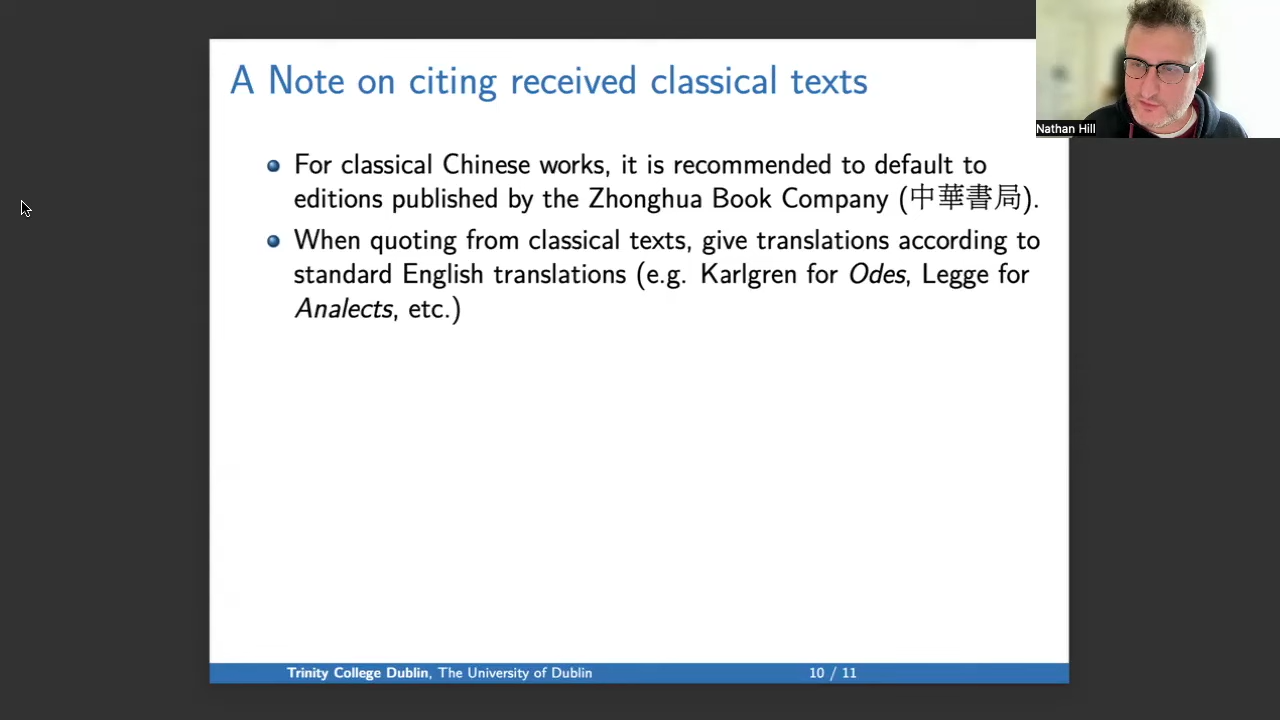 A Note on citing received classical texts
For classical Chinese works, it is recommended to default to
editions published by the Zhonghua Book Company (中華書局).
When quoting from classical texts, give translations according to
standard English translations (e.g. Karlgren for Odes, Legge for
Analects, etc.)
Trinity College Dublin, The University of Dublin
10 / 11
Nathan Hill